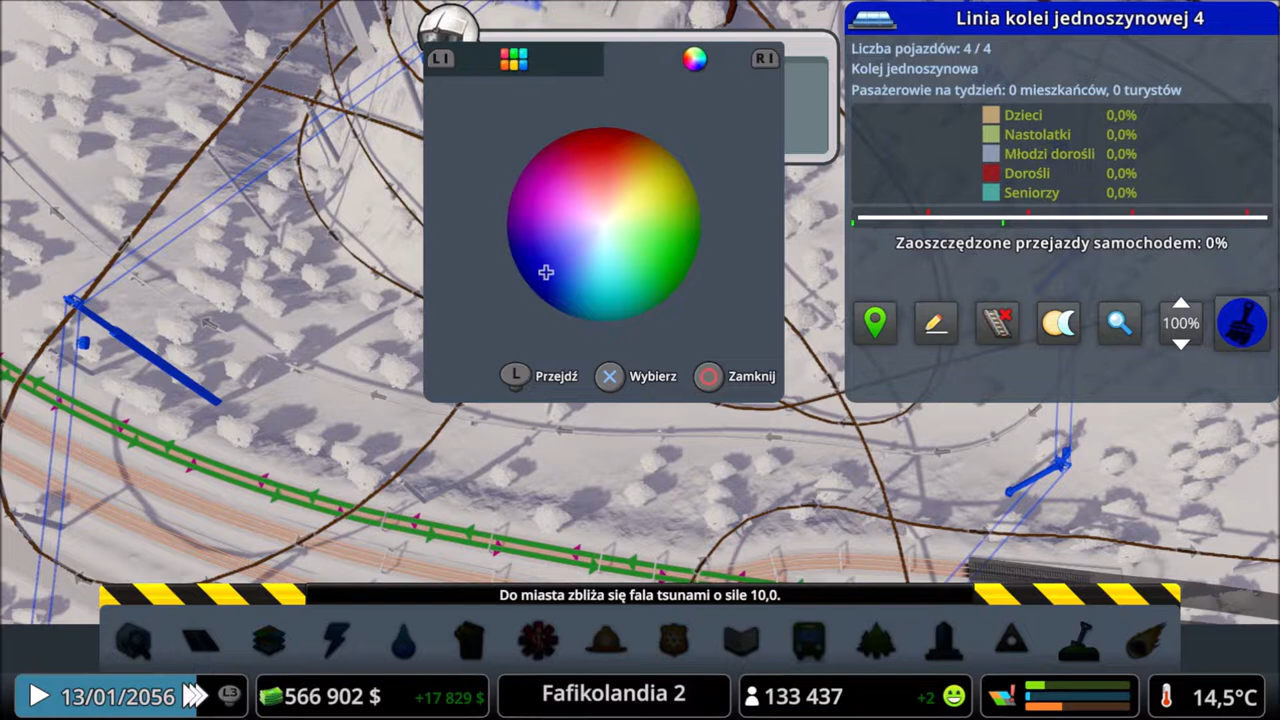 L1
R1
Przejdź
Wybierz
Zamknij
Linia kolei jednoszynowej 4
Liczba pojazdów: 4 / 4
Kolej jednoszynowa
Pasażerowie na tydzień: 0 mieszkańców, 0 turystów
Dzieci 0,0%
Nastolatki 0,0%
Młodzi dorośli 0,0%
Dorośli 0,0%
Seniorzy 0,0%
Zaoszczędzone przejazdy samochodem: 0%
100%
L
Do miasta zbliża się fala tsunami o sile 10,0.
13/01/2056
L3
566 902 $
+17 829 $
Fafikolandia 2
133 437
+2
14,5°C